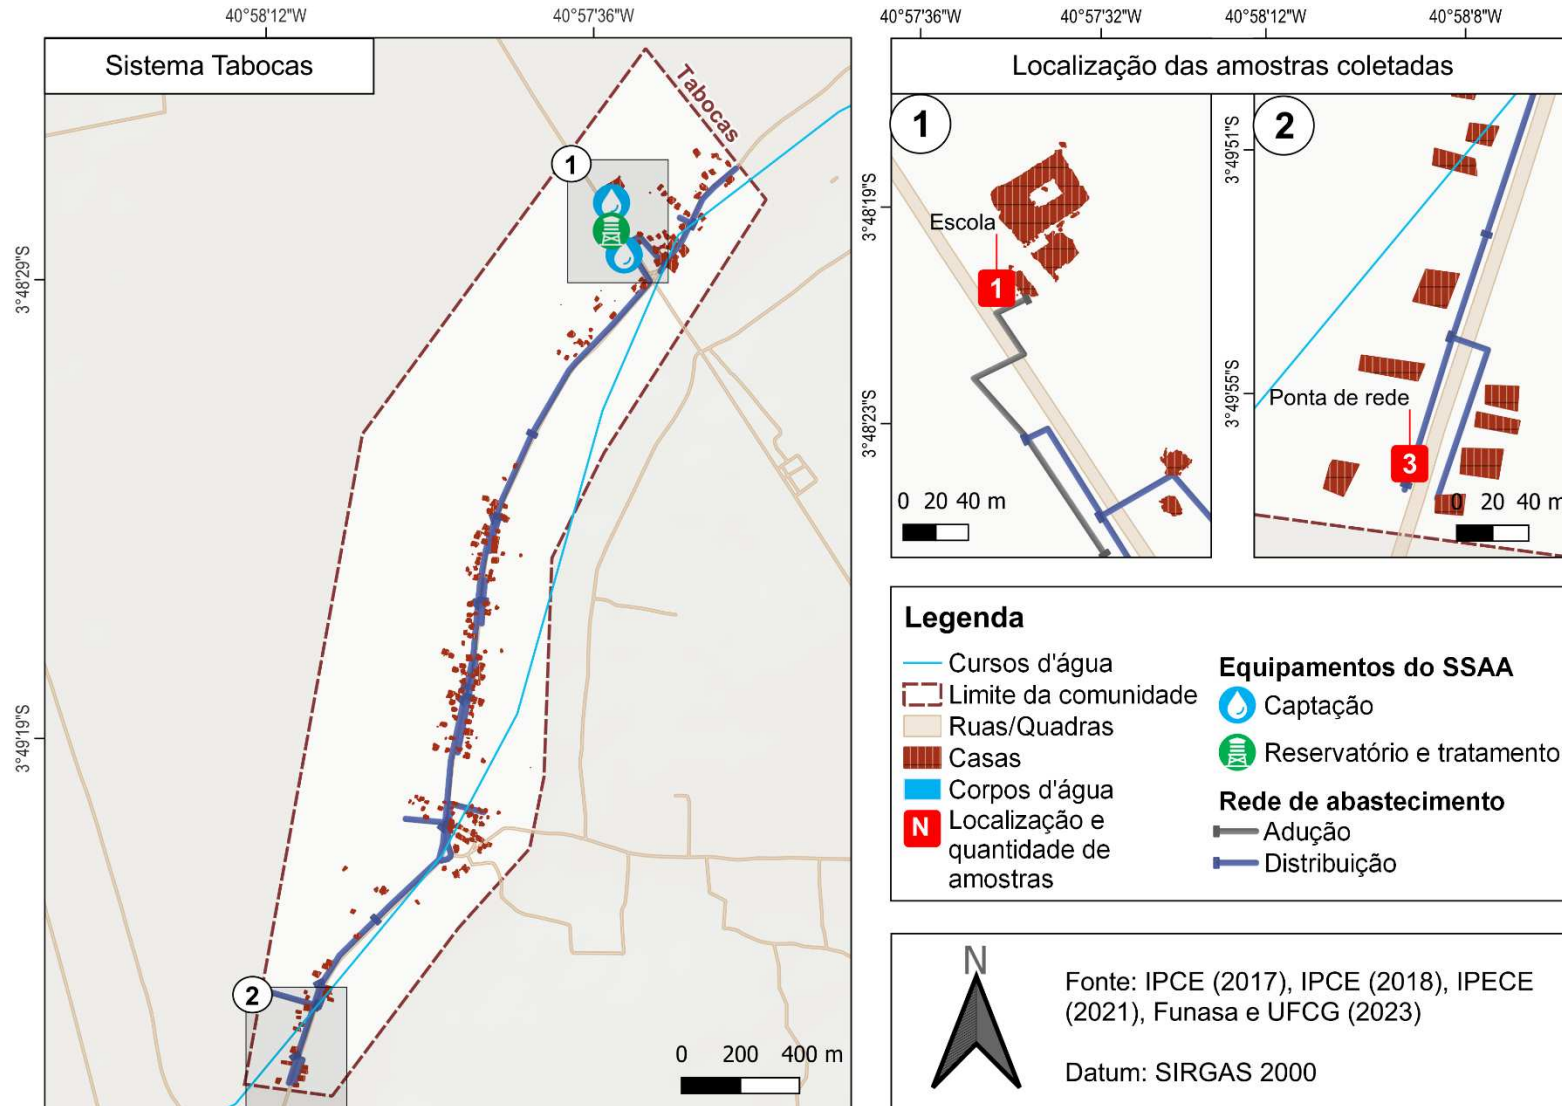 40°58'12"W
40°57'36"W
Sistema Tabocas
Tabocas
1
3°48'29"S
3°49'19"S
2
0 200 400 m
40°57'36"W
40°57'32"W
40°58'12"W
40°58'8"W
Localização das amostras coletadas
1
3°48'19"S
Escola
1
3°48'23"S
0 20 40 m
2
3°49'51"S
3°49'55"S
Ponta de rede
3
0 20 40 m
Legenda
Cursos d'água
Limite da comunidade
Ruas/Quadras
Casas
Corpos d'água
N Localização e
quantidade de
amostras
Equipamentos do SSAA
Captação
Reservatório e tratamento
Rede de abastecimento
Adução
Distribuição
N
Fonte: IPCE (2017), IPCE (2018), IPECE
(2021), Funasa e UFCG (2023)
Datum: SIRGAS 2000